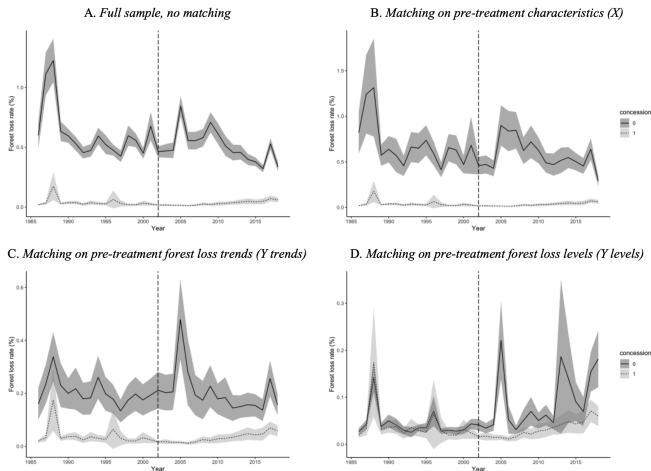 A. Full sample, no matching
B. Matching on pre-treatment characteristics (X)
Forest loss rate (%)
1.0
0.5
0.0
1985 1990 1995 2000 2005 2010 2015
Year
Forest loss rate (%)
1.5
1.0
0.5
0.0
1985 1990 1995 2000 2005 2010 2015
Year
concession
0
1
C. Matching on pre-treatment forest loss trends (Y trends)
D. Matching on pre-treatment forest loss levels (Y levels)
Forest loss rate (%)
0.6
0.4
0.2
0.0
1985 1990 1995 2000 2005 2010 2015
Year
Forest loss rate (%)
0.3
0.2
0.1
0.0
1985 1990 1995 2000 2005 2010 2015
Year
concession
0
1